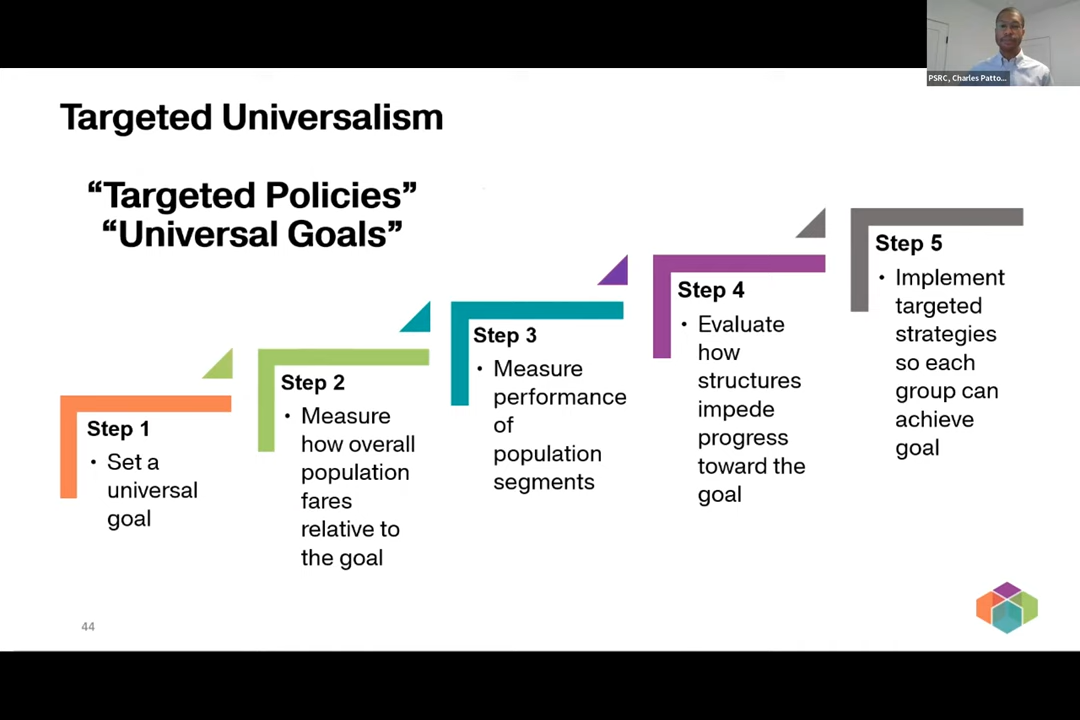 PSRC, Charles Patto...
Targeted Universalism
“Targeted Policies”
“Universal Goals”
Step 1
• Set a
universal
goal
Step 2
• Measure
how overall
population
fares
relative to
the goal
Step 3
• Measure
performance
of
population
segments
Step 4
• Evaluate
how
structures
impede
progress
toward the
goal
Step 5
• Implement
targeted
strategies
so each
group can
achieve
goal
44